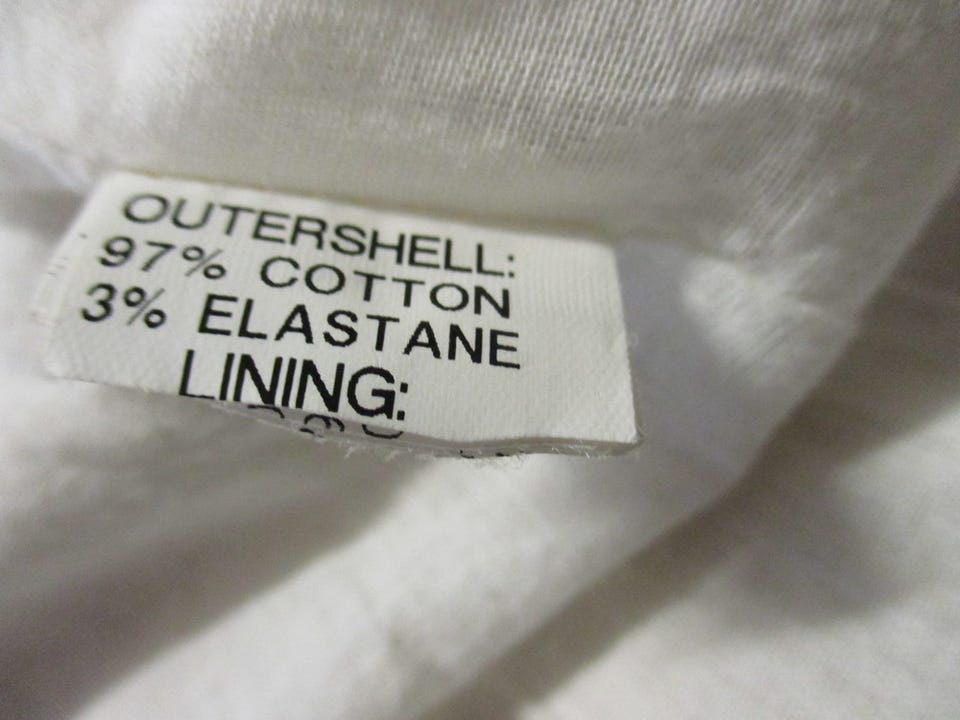 OUTERSHELL:
97% COTTON
3% ELASTANE
LINING: